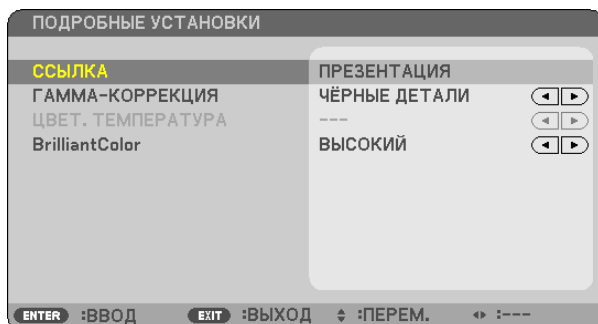 ПОДРОБНЫЕ УСТАНОВКИ
ССЫЛКА ПРЕЗЕНТАЦИЯ
ГАММА-КОРРЕКЦИЯ ЧЁРНЫЕ ДЕТАЛИ
ЦВЕТ. ТЕМПЕРАТУРА ---
BrilliantColor ВЫСОКИЙ
ENTER :ВВОД EXIT :ВЫХОД :ПЕРЕМ. :---